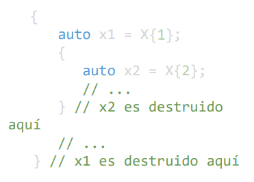 {
auto x1 = X{1};
{
auto x2 = X{2};
// ...
} // x2 es destruido
aquí
// ...
} // x1 es destruido aquí